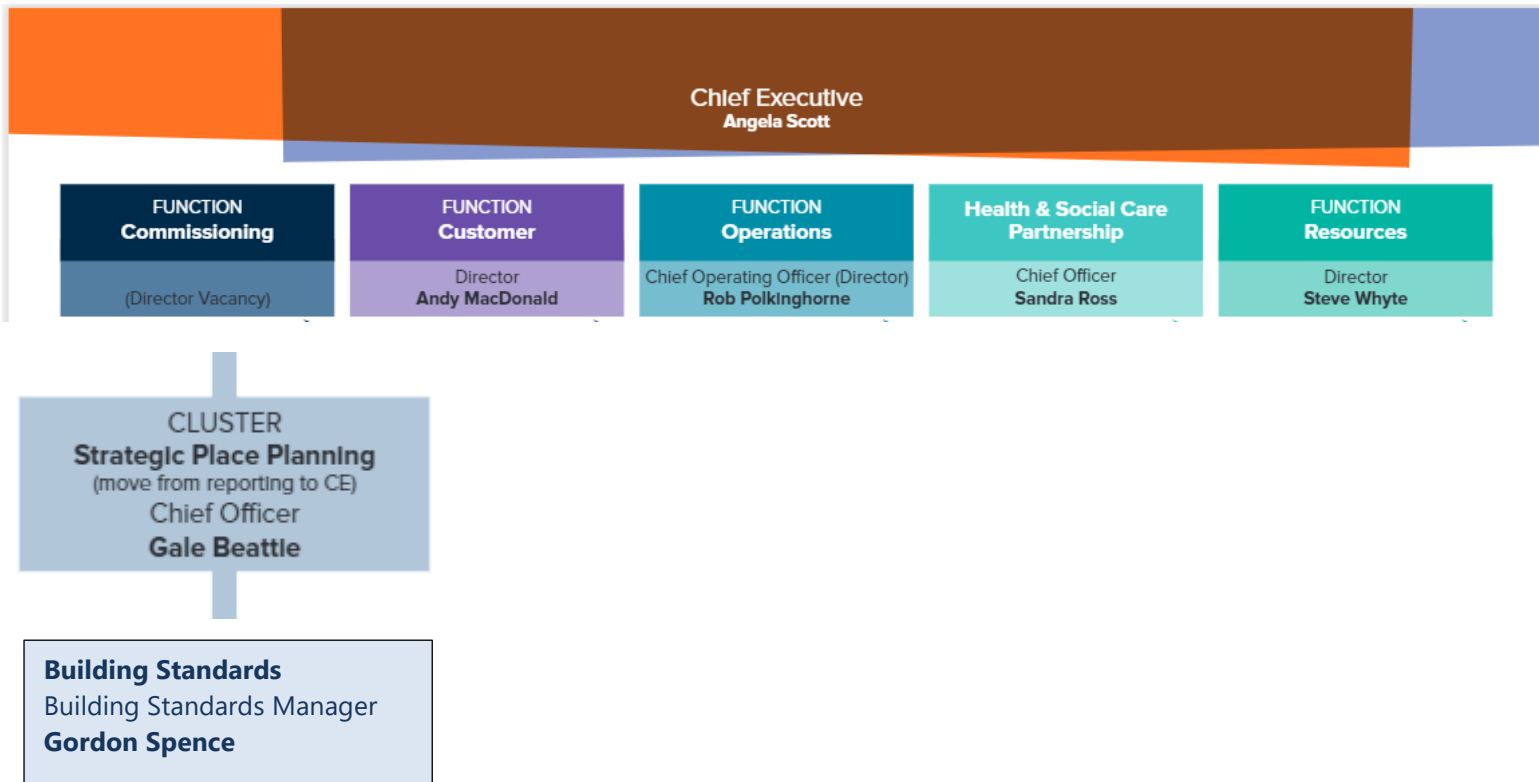 Chief Executive
Angela Scott
FUNCTION
Commissioning
(Director Vacancy)
FUNCTION
Customer
Director
Andy MacDonald
FUNCTION
Operations
Chief Operating Officer (Director)
Rob Polkinghorne
Health & Social Care
Partnership
Chief Officer
Sandra Ross
FUNCTION
Resources
Director
Steve Whyte
CLUSTER
Strategic Place Planning
(move from reporting to CE)
Chief Officer
Gale Beattie
Building Standards
Building Standards Manager
Gordon Spence